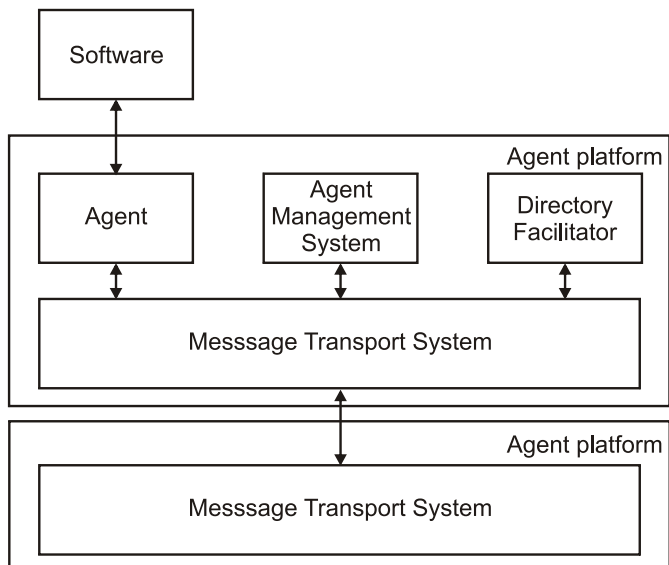 Software
Agent platform
Agent
Agent
Management
System
Directory
Facilitator
Messsage Transport System
Agent platform
Messsage Transport System